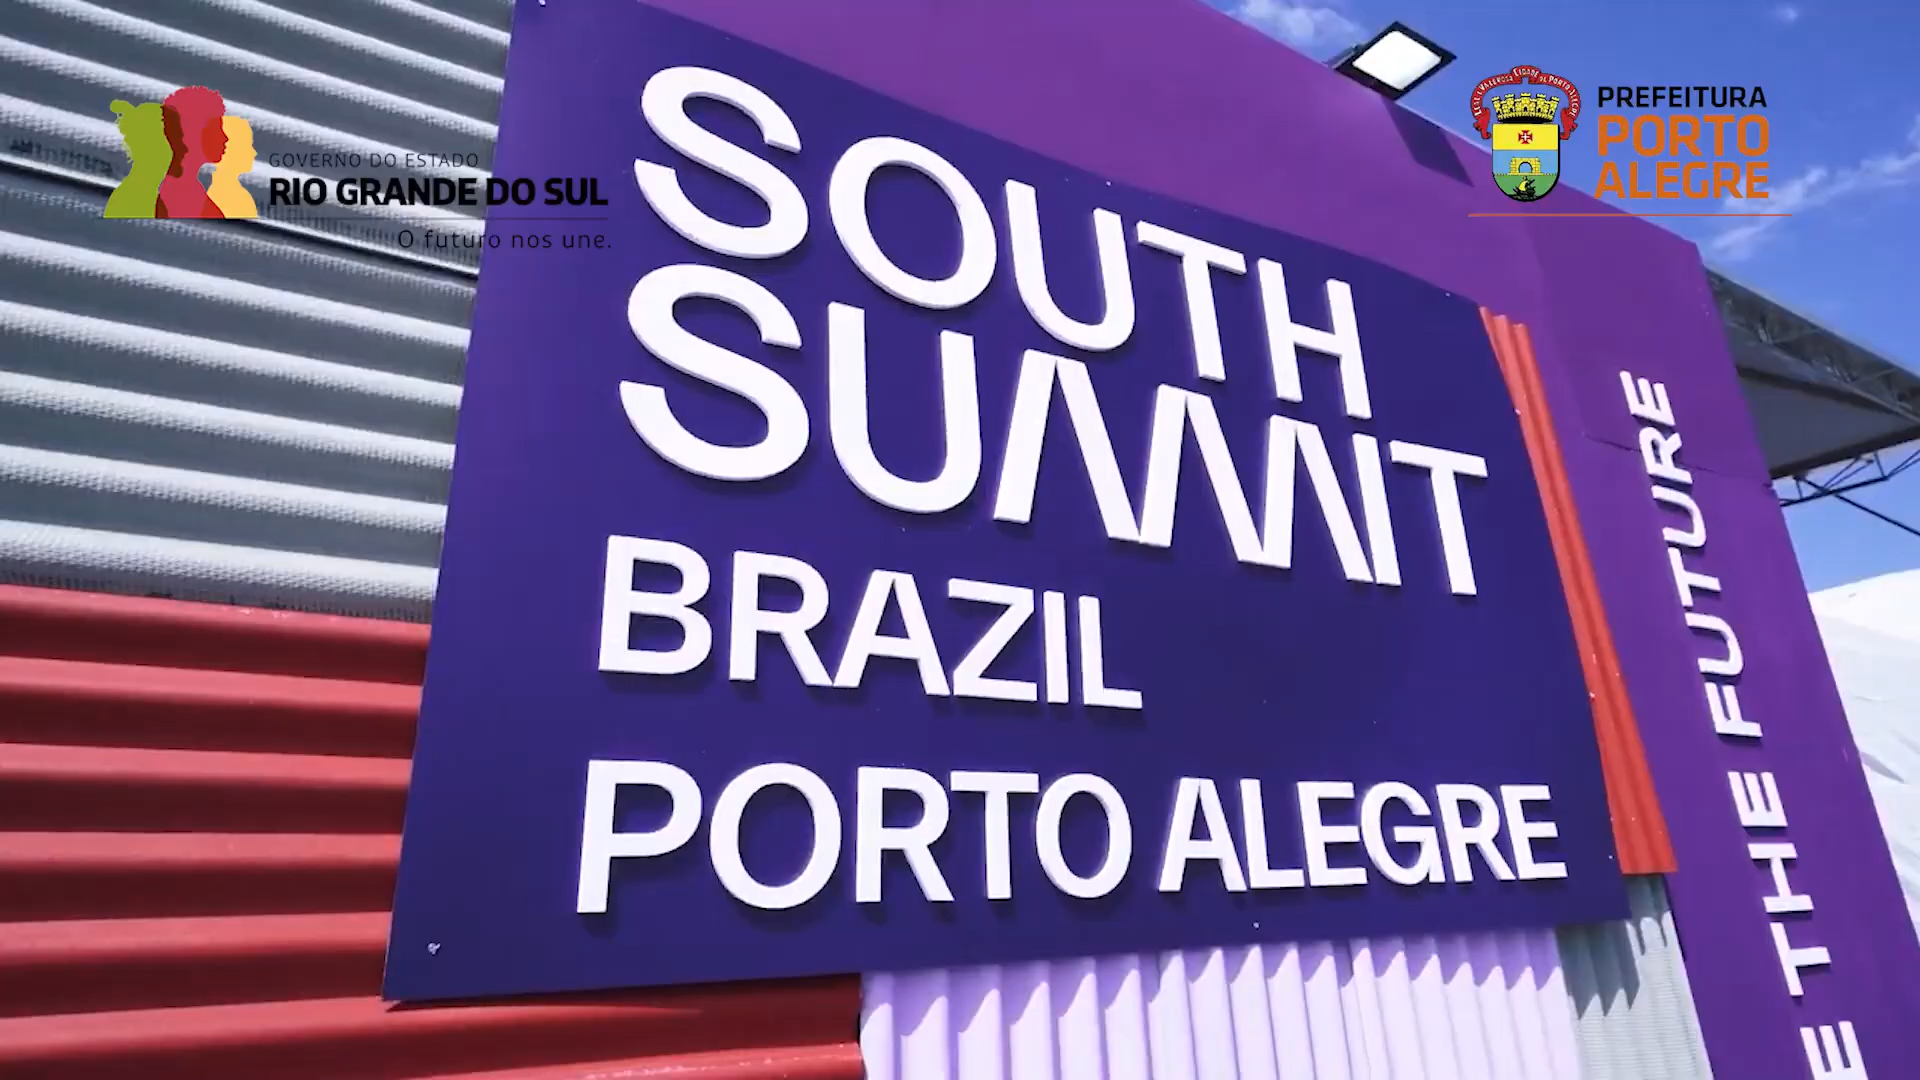 GOVERNO DO ESTADO
RIO GRANDE DO SUL
O futuro nos une.
PREFEITURA
PORTO
ALEGRE
SOUTH
SUMMIT
BRAZIL
PORTO ALEGRE
E THE FUTURE